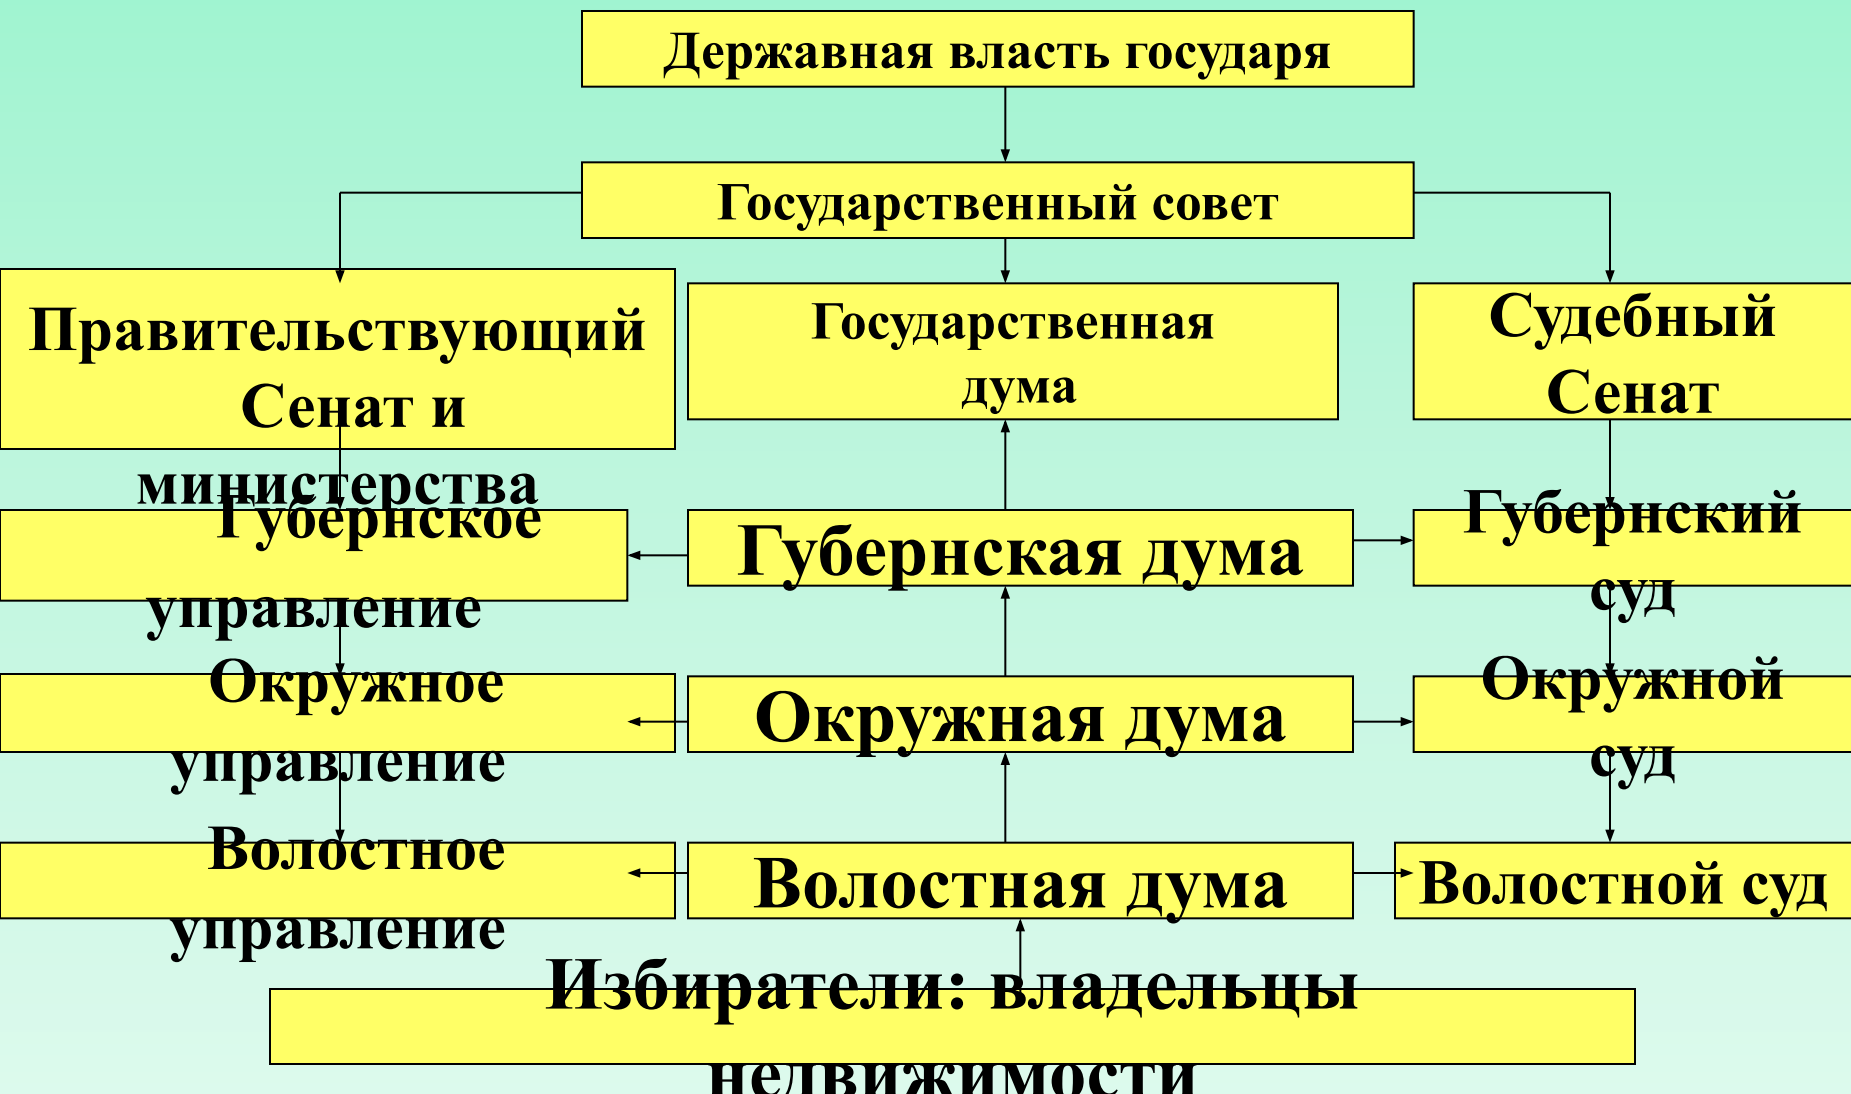 Державная власть государя
Государственный совет
Правительствующий
Сенат и
министерства
Государственная
дума
Судебный
Сенат
Губернское
управление
Губернская дума
Губернский
суд
Окружное
управление
Окружная дума
Окружной
суд
Волостное
управление
Волостная дума
Волостной суд
Избиратели: владельцы
недвижимости